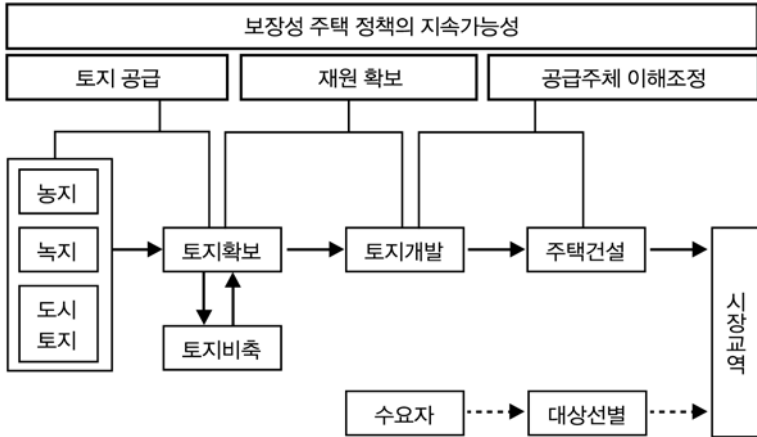 보장성 주택 정책의 지속가능성
토지 공급
재원 확보
공급주체 이해조정
농지
녹지
도시
토지
토지확보
토지개발
주택건설
토지비축
시장교역
수요자
대상선별